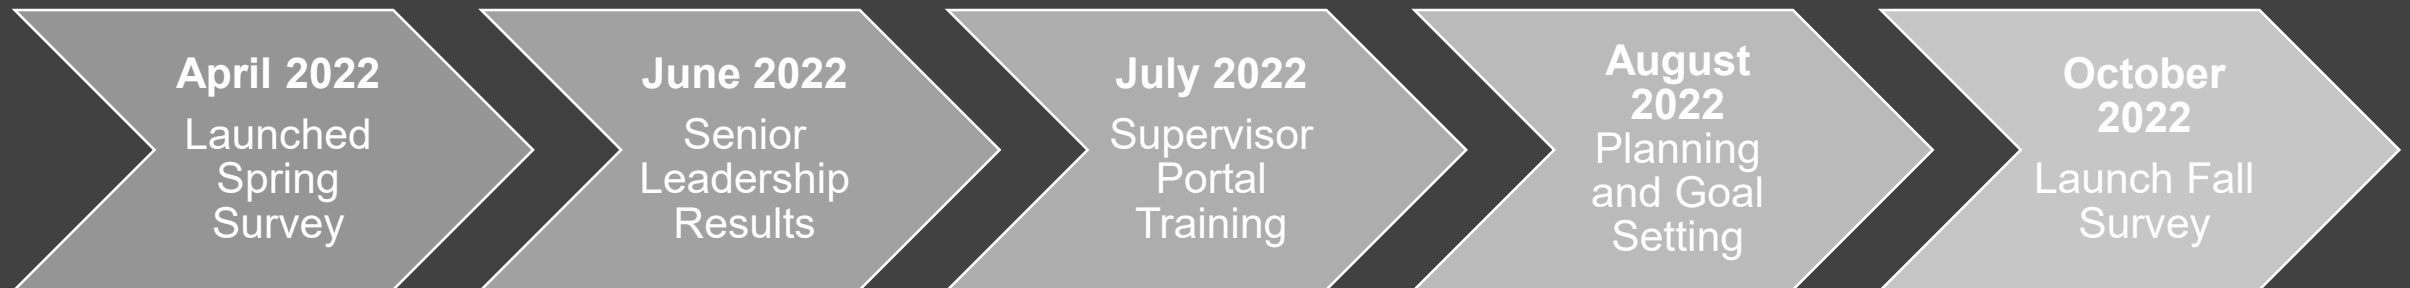 April 2022
Launched
Spring
Survey
June 2022
Senior
Leadership
Results
July 2022
Supervisor
Portal
Training
August
2022
Planning
and Goal
Setting
October
2022
Launch Fall
Survey